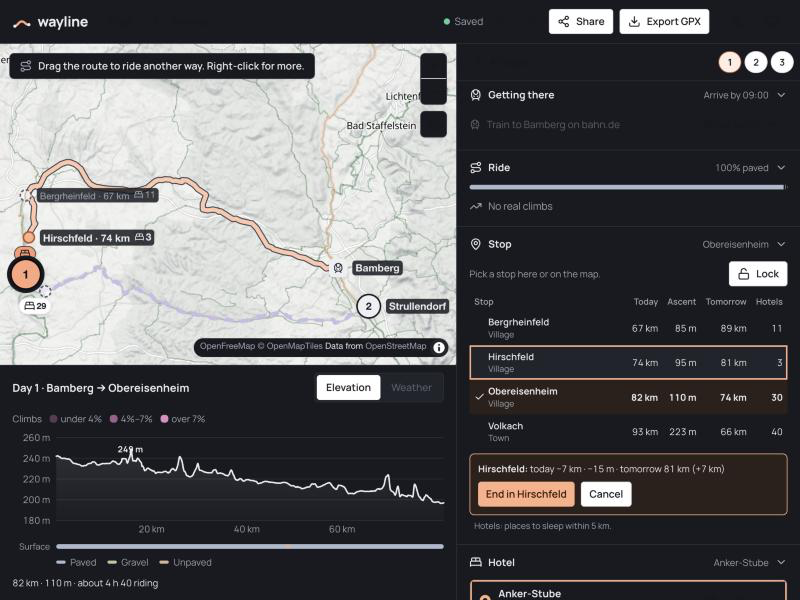 wayline
Saved
Share
Export GPX
Drag the route to ride another way. Right-click for more.
Lichtenf
Bad Staffelstein
Bergrheinfeld · 67 km 11
Hirschfeld · 74 km 3
1
29
Bamberg
2
Strullendorf
OpenFreeMap © OpenMapTiles Data from OpenStreetMap
Day 1 · Bamberg → Obereisenheim
Elevation
Weather
Climbs under 4% 4%–7% over 7%
260 m
249 m
240 m
220 m
200 m
180 m
20 km 40 km 60 km
Surface
Paved Gravel Unpaved
82 km · 110 m · about 4 h 40 riding
1 2 3
Getting there Arrive by 09:00
Train to Bamberg on bahn.de
Ride 100% paved
No real climbs
Stop Obereisenheim
Pick a stop here or on the map.
Lock
Stop Today Ascent Tomorrow Hotels
Bergrheinfeld 67 km 85 m 89 km 11
Village
Hirschfeld 74 km 95 m 81 km 3
Village
Obereisenheim 82 km 110 m 74 km 30
Village
Volkach 93 km 223 m 66 km 40
Town
Hirschfeld: today −7 km · −15 m · tomorrow 81 km (+7 km)
End in Hirschfeld
Cancel
Hotels: places to sleep within 5 km.
Hotel Anker-Stube
Anker-Stube